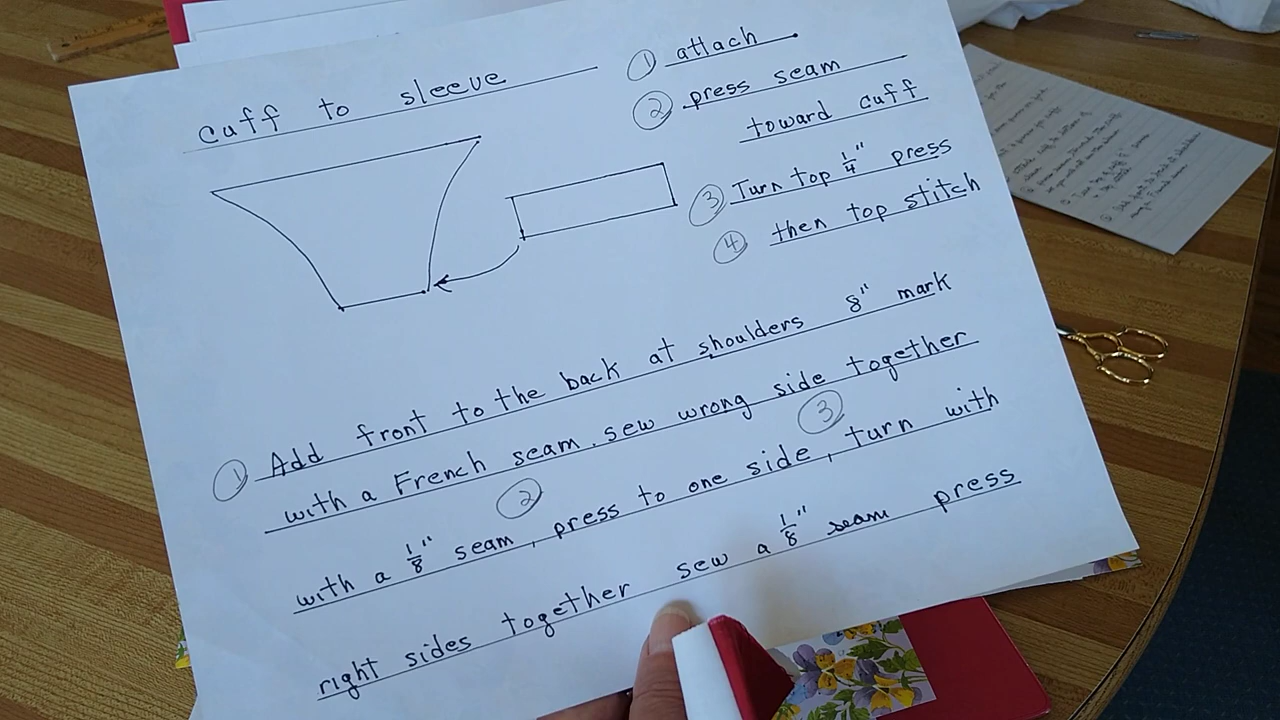 cuff to sleeve
① attach
② press seam
toward cuff
③ Turn top 1/4" press
④ then top stitch
① Add front to the back at shoulders 8" mark
with a French seam. sew wrong side together
② ③
with a 1/8" seam, press to one side, turn with
right sides together sew a 1/8" seam press